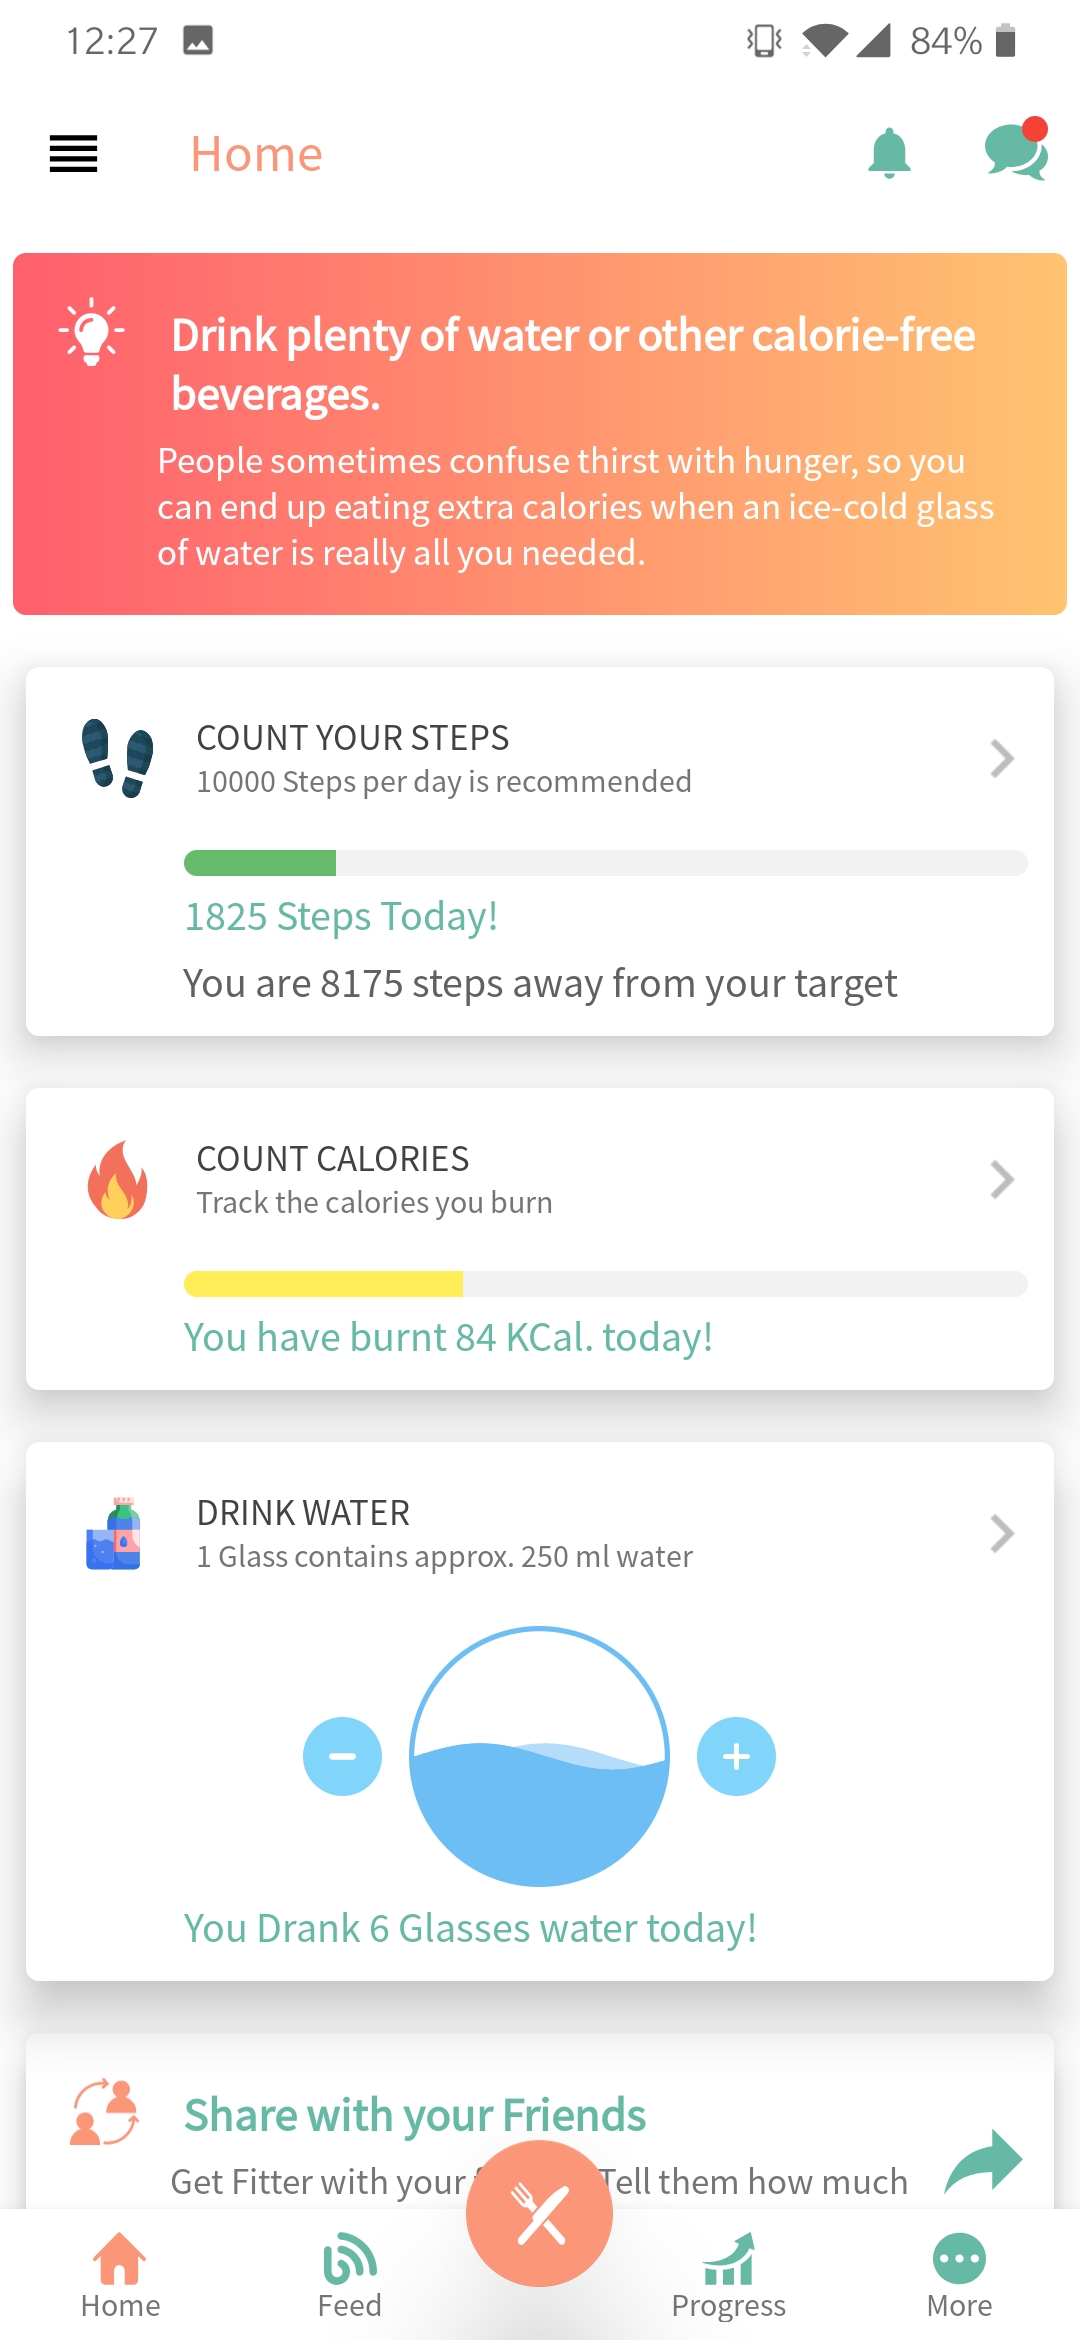 12:27
84%
Home
Drink plenty of water or other calorie-free
beverages.
People sometimes confuse thirst with hunger, so you
can end up eating extra calories when an ice-cold glass
of water is really all you needed.
COUNT YOUR STEPS
10000 Steps per day is recommended
1825 Steps Today!
You are 8175 steps away from your target
COUNT CALORIES
Track the calories you burn
You have burnt 84 KCal. today!
DRINK WATER
1 Glass contains approx. 250 ml water
You Drank 6 Glasses water today!
Share with your Friends
Get Fitter with your Tell them how much
Home
Feed
Progress
More